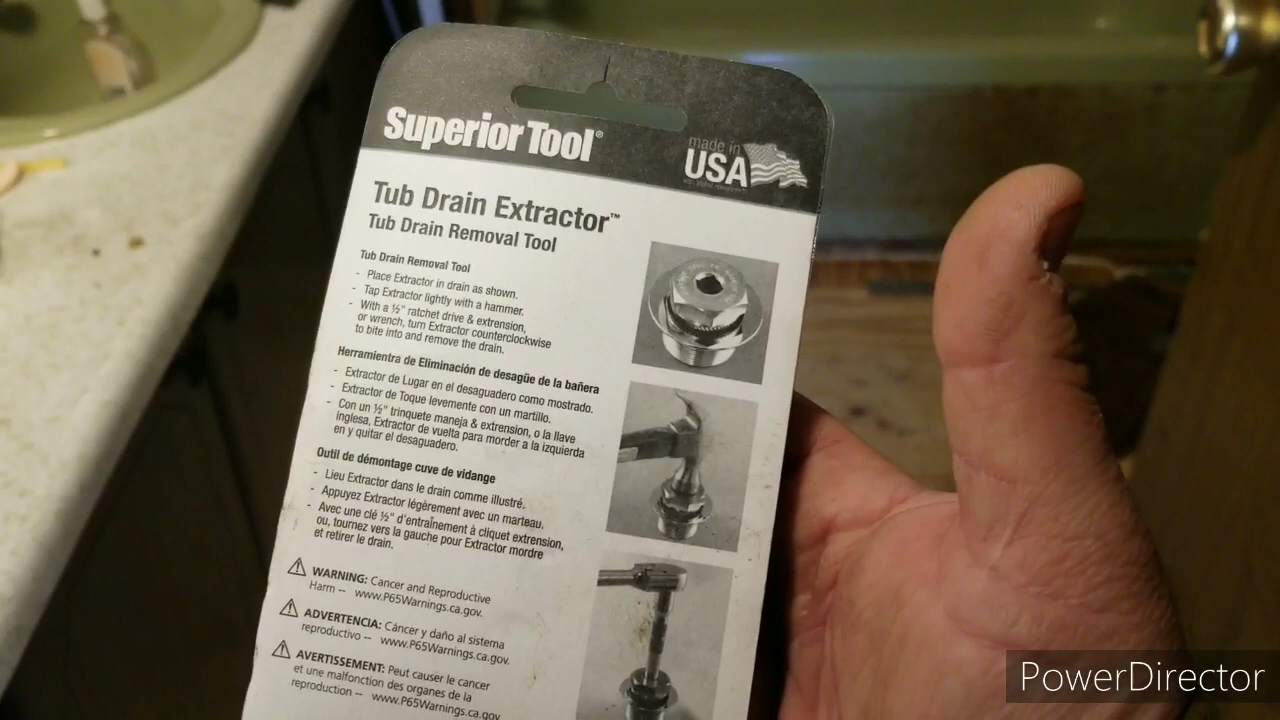 Superior Tool®
made in
USA
Tub Drain Extractor™
Tub Drain Removal Tool
Tub Drain Removal Tool
- Place Extractor in drain as shown.
- Tap Extractor lightly with a hammer.
- With a ½" ratchet drive & extrension,
or wrench, turn Extractor counterclockwise
to bite into and remove the drain.
Herramientra de Eliminación de desagüe de la bañera
- Extractor de Lugar en el desaguadero como mostrado.
- Extractor de Toque levemente con un martillo.
- Con un ½" trinquete maneja & extrension, o la llave
inglesa, Extractor de vuelta para morder a la izquierda
en y quitar el desaguadero.
Outil de démontage cuve de vidange
- Lieu Extractor dans le drain comme illustré.
- Appuyez Extractor légèrement avec un marteau.
- Avec une clé ½" d'entraînement à cliquet extrension,
ou, tournez vers la gauche pour Extractor mordre
et retirer le drain.
WARNING: Cancer and Reproductive
Harm -- www.P65Warnings.ca.gov.
ADVERTENCIA: Cáncer y daño al sistema
reproductivo -- www.P65Warnings.ca.gov.
AVERTISSEMENT: Peut causer le cancer
et une malfonction des organes de la
reproduction -- www.P65Warnings.ca.gov
PowerDirector